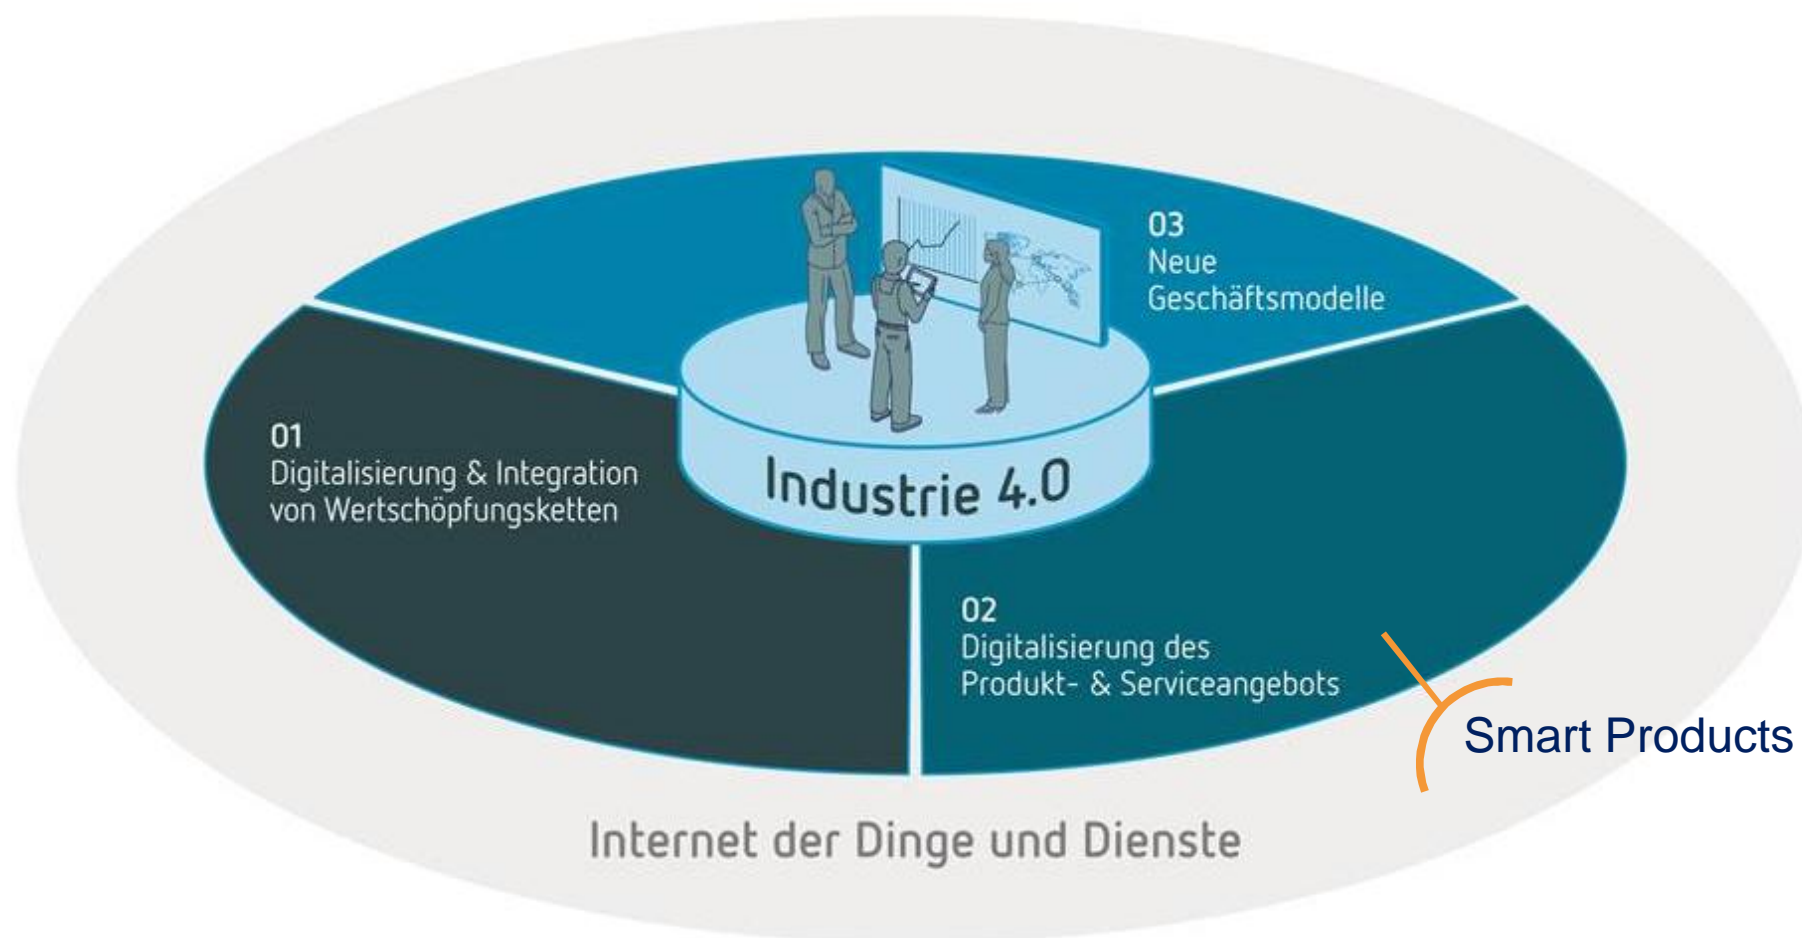 03
Neue
Geschäftsmodelle
01
Digitalisierung & Integration
von Wertschöpfungsketten
Industrie 4.0
02
Digitalisierung des
Produkt- & Serviceangebots
Smart Products
Internet der Dinge und Dienste